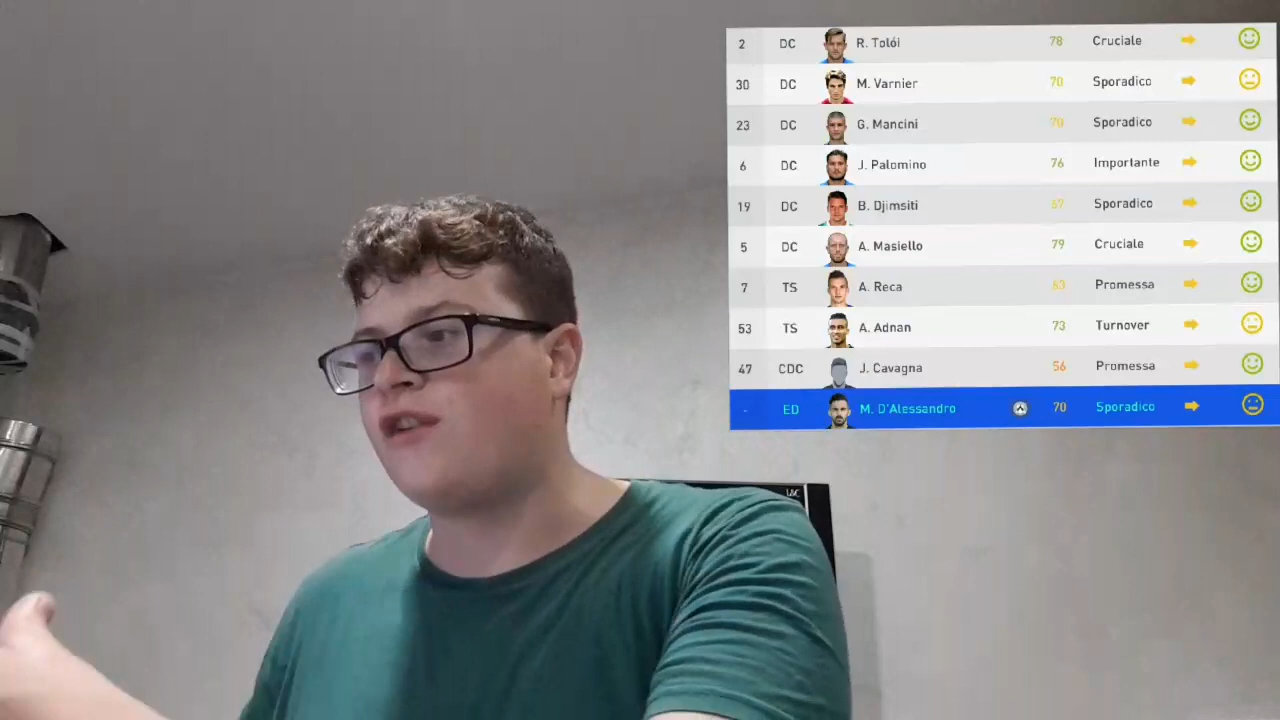 2 DC R. Tolói 78 Cruciale
30 DC M. Varnier 70 Sporadico
23 DC G. Mancini 70 Sporadico
6 DC J. Palomino 76 Importante
19 DC B. Djimsiti 67 Sporadico
5 DC A. Masiello 79 Cruciale
7 TS A. Reca 63 Promessa
53 TS A. Adnan 73 Turnover
47 CDC J. Cavagna 56 Promessa
- ED M. D'Alessandro 70 Sporadico